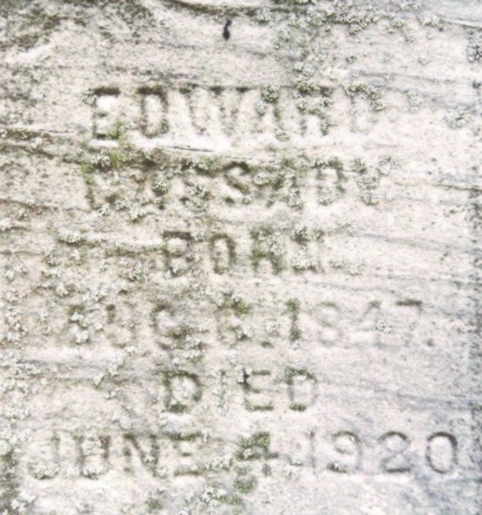 EDWARD
BORN
AUG. 6. 1847
DIED
JUNE 4 1920